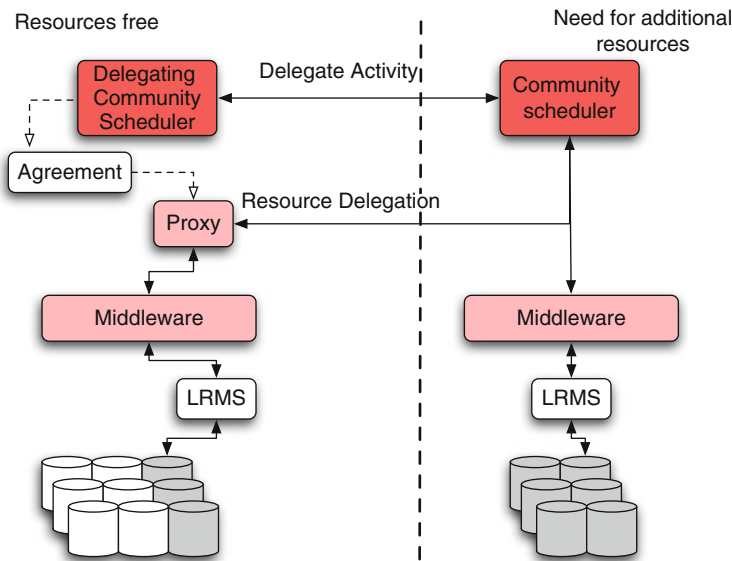 Resources free
Need for additional
resources
Delegating
Community
Scheduler
Delegate Activity
Community
scheduler
Agreement
Resource Delegation
Proxy
Middleware
Middleware
LRMS
LRMS